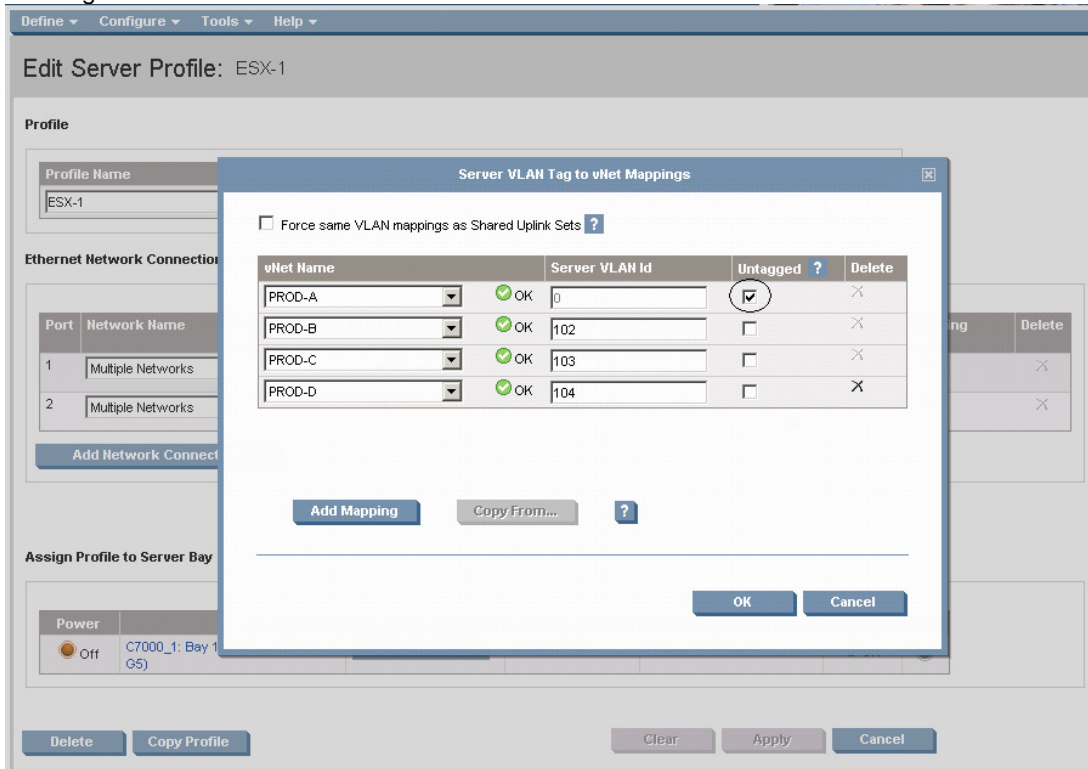 Define Configure Tools Help
Edit Server Profile: ESX-1
Profile
Profile Name
ESX-1
Server VLAN Tag to vNet Mappings
Force same VLAN mappings as Shared Uplink Sets ?
vNet Name Server VLAN Id Untagged ? Delete
PROD-A OK 0
PROD-B OK 102
PROD-C OK 103
PROD-D OK 104
Add Mapping Copy From... ?
OK Cancel
Ethernet Network Connection
Port Network Name ing Delete
1 Multiple Networks
2 Multiple Networks
Add Network Connect
Assign Profile to Server Bay
Power
Off C7000_1: Bay 1
G5)
Delete Copy Profile Clear Apply Cancel